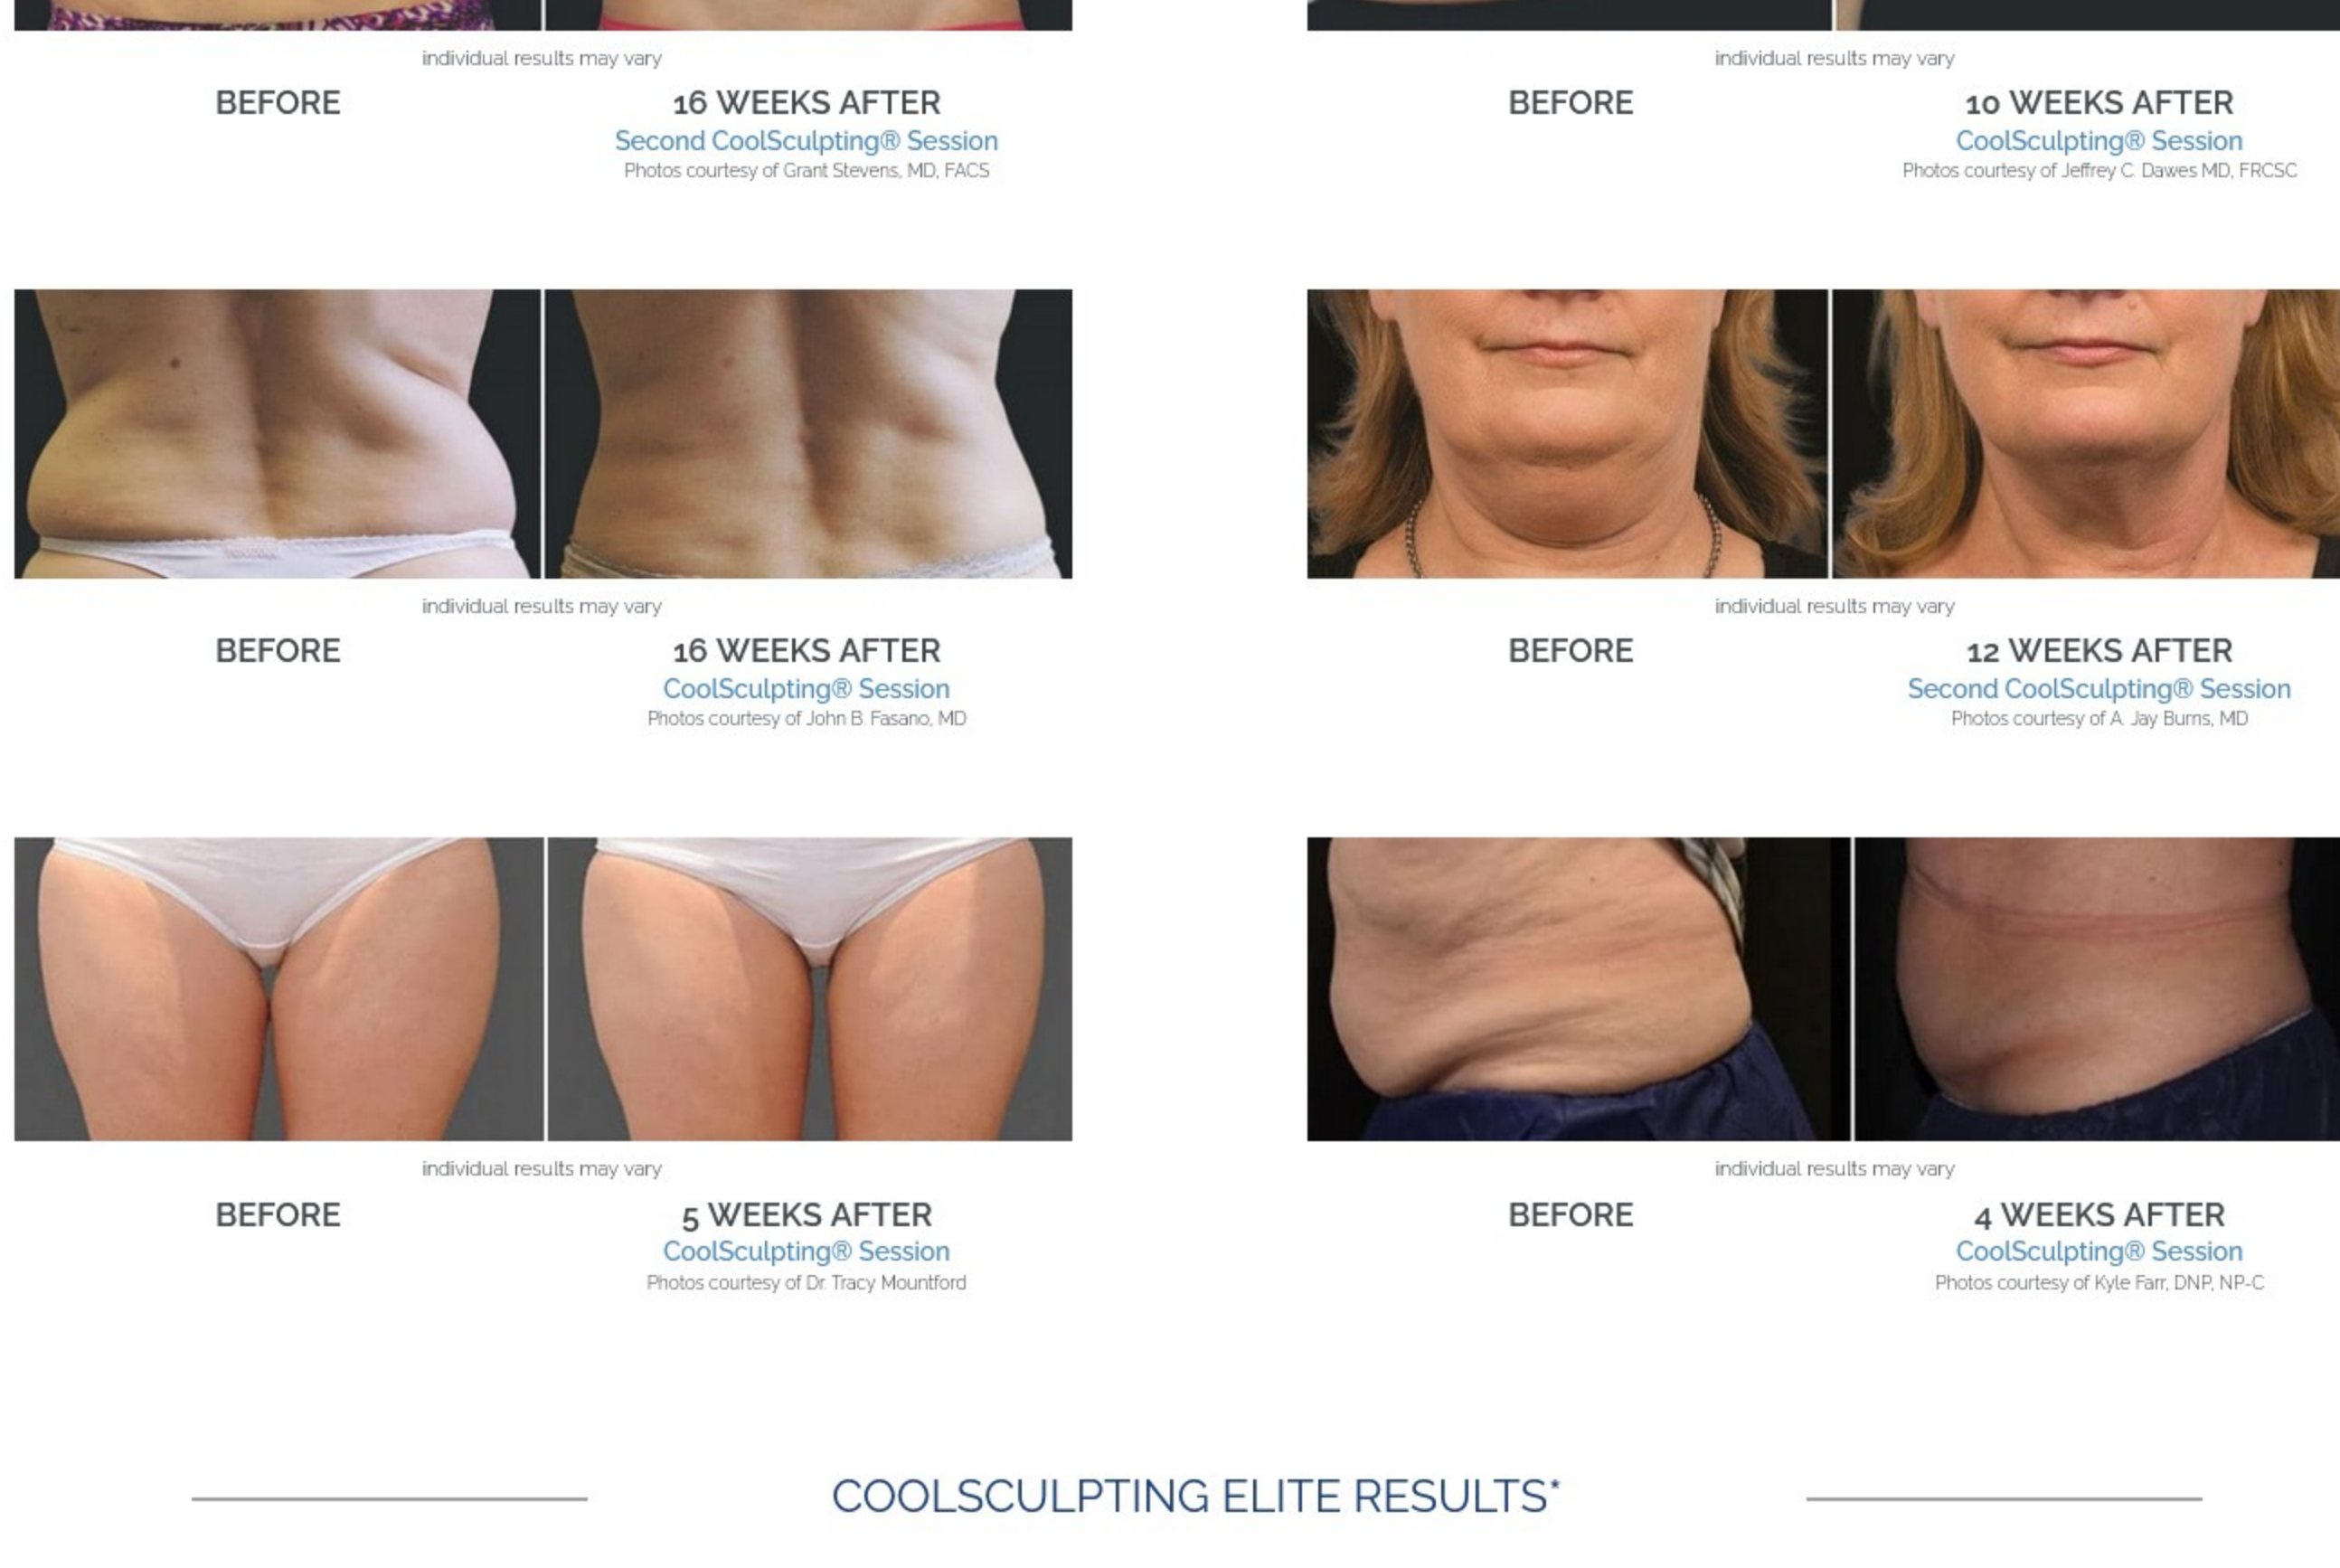 individual results may vary
BEFORE
16 WEEKS AFTER
Second CoolSculpting® Session
Photos courtesy of Grant Stevens, MD, FACS
individual results may vary
BEFORE
10 WEEKS AFTER
CoolSculpting® Session
Photos courtesy of Jeffrey C. Dawes MD, FRCSC
individual results may vary
BEFORE
16 WEEKS AFTER
CoolSculpting® Session
Photos courtesy of John B. Fasano, MD
individual results may vary
BEFORE
12 WEEKS AFTER
Second CoolSculpting® Session
Photos courtesy of A. Jay Burns, MD
individual results may vary
BEFORE
5 WEEKS AFTER
CoolSculpting® Session
Photos courtesy of Dr. Tracy Mountford
individual results may vary
BEFORE
4 WEEKS AFTER
CoolSculpting® Session
Photos courtesy of Kyle Farr, DNP, NP-C
COOLSCULPTING ELITE RESULTS*